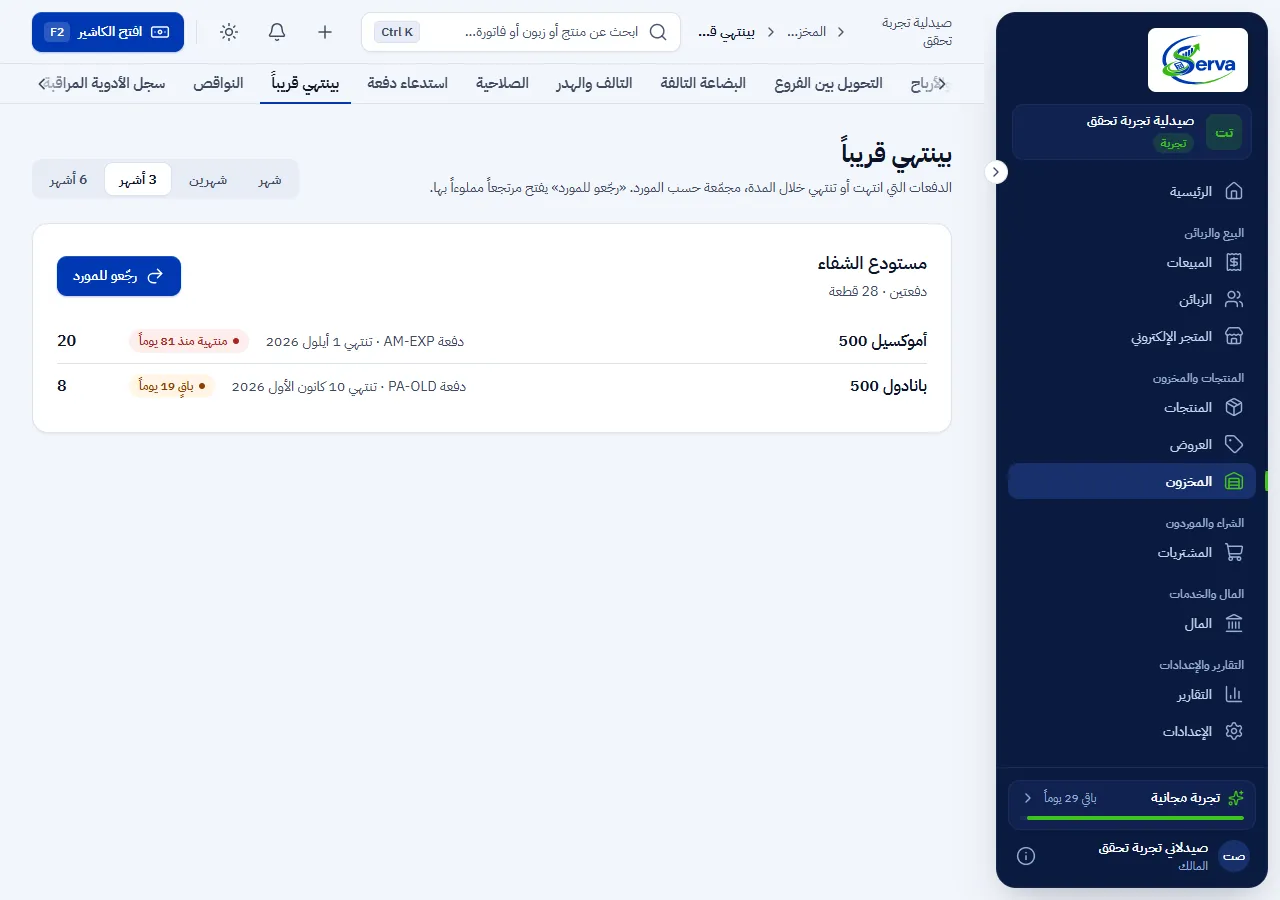 Serva
صيدلية تجربة تحقق
تت
تجربة
الرئيسية
البيع والزبائن
المبيعات
الزبائن
المتجر الإلكتروني
المنتجات والمخزون
المنتجات
العروض
المخزون
الشراء والموردون
المشتريات
المال والخدمات
المال
التقارير والإعدادات
التقارير
الإعدادات
تجربة مجانية
باقٍ 29 يوماً
صيدلاني تجربة تحقق
صت
المالك
صيدلية تجربة تحقق
المخز...
بينتهي ق...
ابحث عن منتج أو زبون أو فاتورة...
Ctrl K
افتح الكاشير F2
الأرباح
التحويل بين الفروع
البضاعة التالفة
التالف والهدر
الصلاحية
استدعاء دفعة
بينتهي قريباً
النواقص
سجل الأدوية المراقبة
بينتهي قريباً
الدفعات التي انتهت أو تنتهي خلال المدة، مجمّعة حسب المورد. «رجّعو للمورد» يفتح مرتجعاً مملوءاً بها.
شهر
شهرين
3 أشهر
6 أشهر
مستودع الشفاء
دفعتين · 28 قطعة
رجّعو للمورد
أموكسيل 500
دفعة AM-EXP · تنتهي 1 أيلول 2026
منتهية منذ 81 يوماً
20
بانادول 500
دفعة PA-OLD · تنتهي 10 كانون الأول 2026
باقٍ 19 يوماً
8